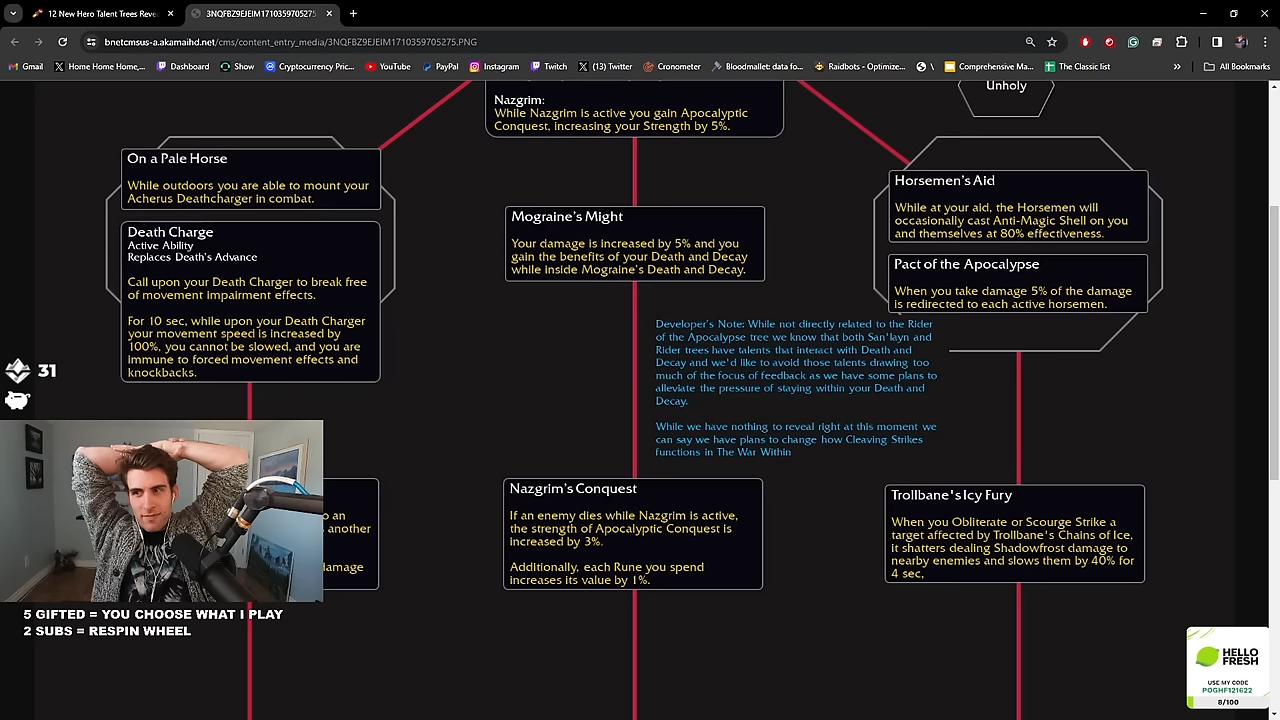 12 New Hero Talent Trees Reve
3NQFBZ9EJEIM1710359705275
bnetcmsus-a.akamaihd.net/cms/content_entry_media/3NQFBZ9EJEIM1710359705275.PNG
Gmail
Home Home Home,...
Dashboard
Show
Cryptocurrency Pric...
YouTube
PayPal
Instagram
Twitch
(13) Twitter
Cronometer
Bloodmallet: data fo...
Raidbots - Optimize...
\
Comprehensive Ma...
The Classic list
»
All Bookmarks
Nazgrim:
While Nazgrim is active you gain Apocalyptic
Conquest, increasing your Strength by 5%.
Unholy
On a Pale Horse
While outdoors you are able to mount your
Acherus Deathcharger in combat.
Death Charge
Active Ability
Replaces Death's Advance
Call upon your Death Charger to break free
of movement impairment effects.
For 10 sec, while upon your Death Charger
your movement speed is increased by
100%, you cannot be slowed, and you are
immune to forced movement effects and
knockbacks.
Mograine's Might
Your damage is increased by 5% and you
gain the benefits of your Death and Decay
while inside Mograine's Death and Decay.
Horsemen's Aid
While at your aid, the Horsemen will
occasionally cast Anti-Magic Shell on you
and themselves at 80% effectiveness.
Pact of the Apocalypse
When you take damage 5% of the damage
is redirected to each active horsemen.
Developer's Note: While not directly related to the Rider
of the Apocalypse tree we know that both San'layn and
Rider trees have talents that interact with Death and
Decay and we'd like to avoid those talents drawing too
much of the focus of feedback as we have some plans to
alleviate the pressure of staying within your Death and
Decay.
While we have nothing to reveal right at this moment we
can say we have plans to change how Cleaving Strikes
functions in The War Within
31
o an
another
damage
Nazgrim's Conquest
If an enemy dies while Nazgrim is active,
the strength of Apocalyptic Conquest is
increased by 3%.
Additionally, each Rune you spend
increases its value by 1%.
Trollbane's Icy Fury
When you Obliterate or Scourge Strike a
target affected by Trollbane's Chains of Ice,
it shatters dealing Shadowfrost damage to
nearby enemies and slows them by 40% for
4 sec,
5 GIFTED = YOU CHOOSE WHAT I PLAY
2 SUBS = RESPIN WHEEL
HELLO
FRESH
USE MY CODE
POGHF121622
8/100